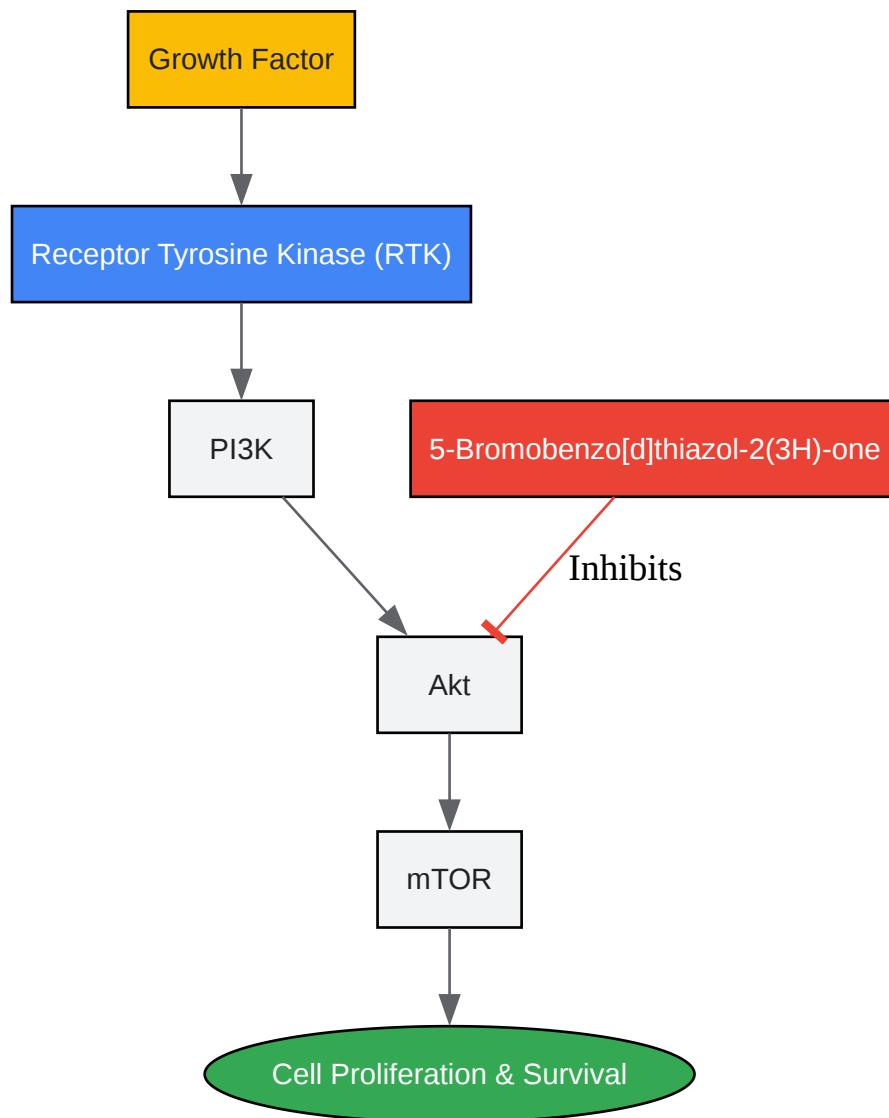 Growth Factor
Receptor Tyrosine Kinase (RTK)
PI3K
5-Bromobenzo[d]thiazol-2(3H)-one
Inhibits
Akt
mTOR
Cell Proliferation & Survival